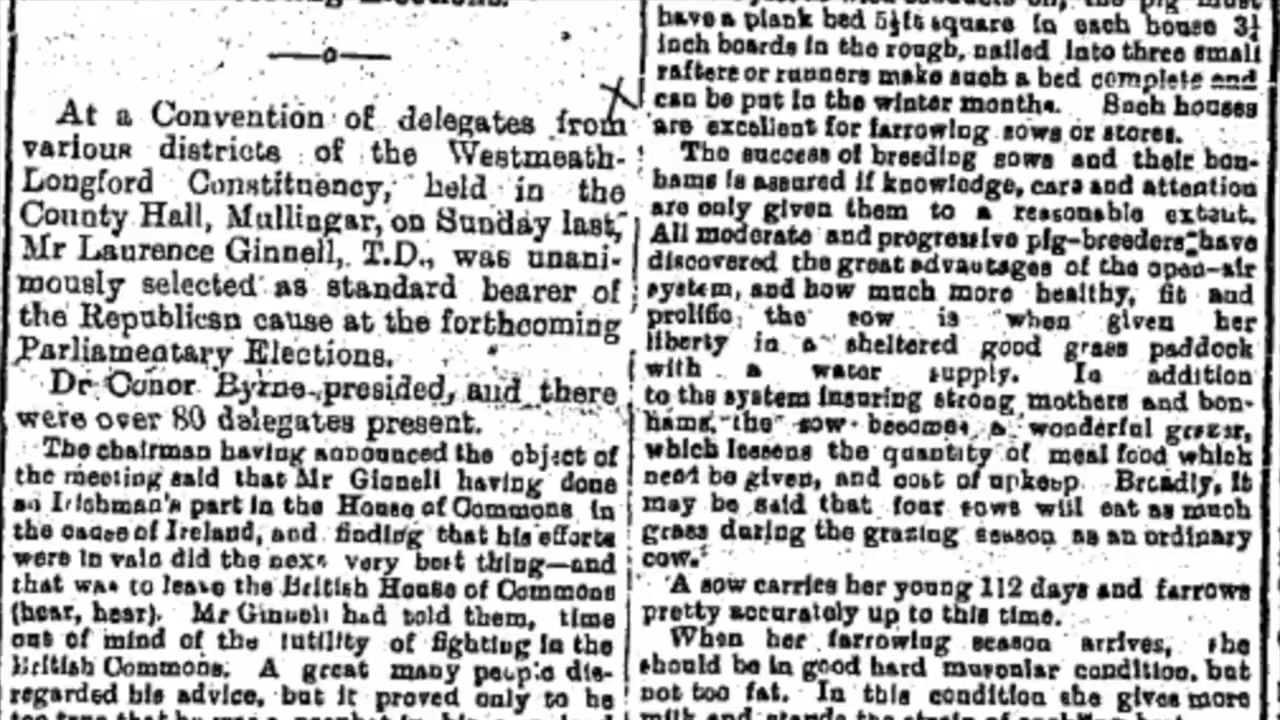 Elections.
At a Convention of delegates from
various districts of the Westmeath-
Longford Constituency, held in the
County Hall, Mullingar, on Sunday last,
Mr Laurence Ginnell, T.D., was unani-
mously selected as standard bearer of
the Republican cause at the forthcoming
Parliamentary Elections.
Dr Conor Byrne presided, and there
were over 80 delegates present.
The chairman having announced the object of
the meeting said that Mr Ginnell having done
an Irishman's part in the House of Commons in
the cause of Ireland, and finding that his efforts
were in vain did the next very best thing—and
that was to leave the British House of Commons
(hear, hear). Mr Ginnell had told them, time
out of mind of the futility of fighting in the
British Commons. A great many people dis-
regarded his advice, but it proved only to be
have a plank bed 5½ft square in each house 3½
inch boards in the rough, nailed into three small
rafters or runners make such a bed complete and
can be put in the winter months. Such houses
are excellent for farrowing sows or stores.
The success of breeding sows and their bon-
hams is assured if knowledge, care and attention
are only given them to a reasonable extent.
All moderate and progressive pig-breeders have
discovered the great advantages of the open-air
system, and how much more healthy, fit and
prolific the sow is when given her
liberty in a sheltered good grass paddock
with a water supply. In addition
to the system insuring strong mothers and bon-
hams, the sow becomes a wonderful grazer,
which lessens the quantity of meal food which
need be given, and cost of upkeep. Broadly, it
may be said that four sows will eat as much
grass during the grazing season as an ordinary
cow.
A sow carries her young 112 days and farrows
pretty accurately up to this time.
When her farrowing season arrives, she
should be in good hard muscular condition, but
not too fat. In this condition she gives more